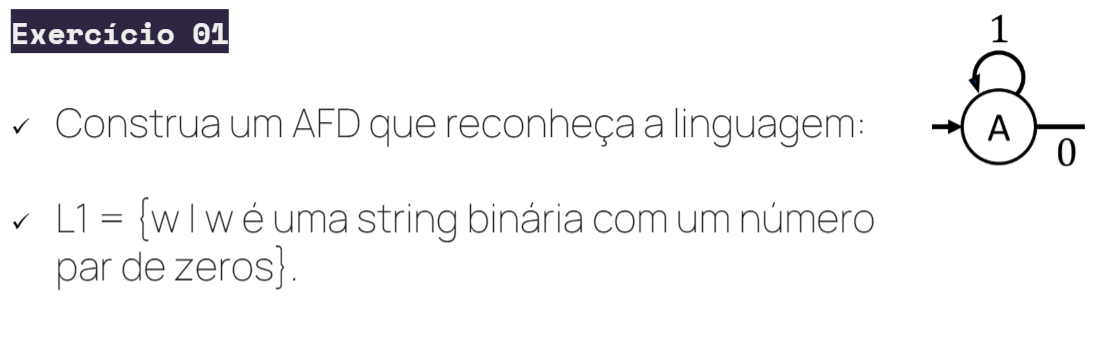 Exercício 01
✓ Construa um AFD que reconheça a linguagem:
✓ L1 = {w | w é uma string binária com um número
par de zeros}.
1
A
0